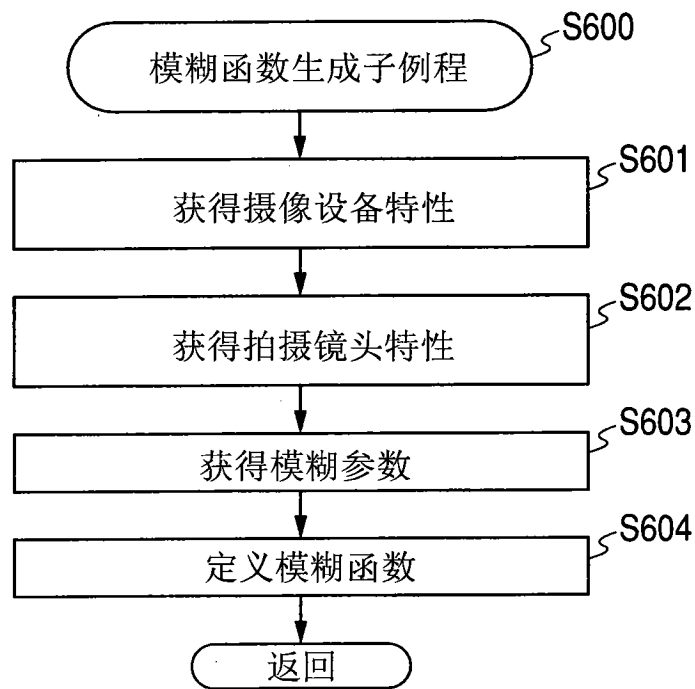 模糊函数生成子例程
S600
获得摄像设备特性
S601
获得拍摄镜头特性
S602
获得模糊参数
S603
定义模糊函数
S604
返回